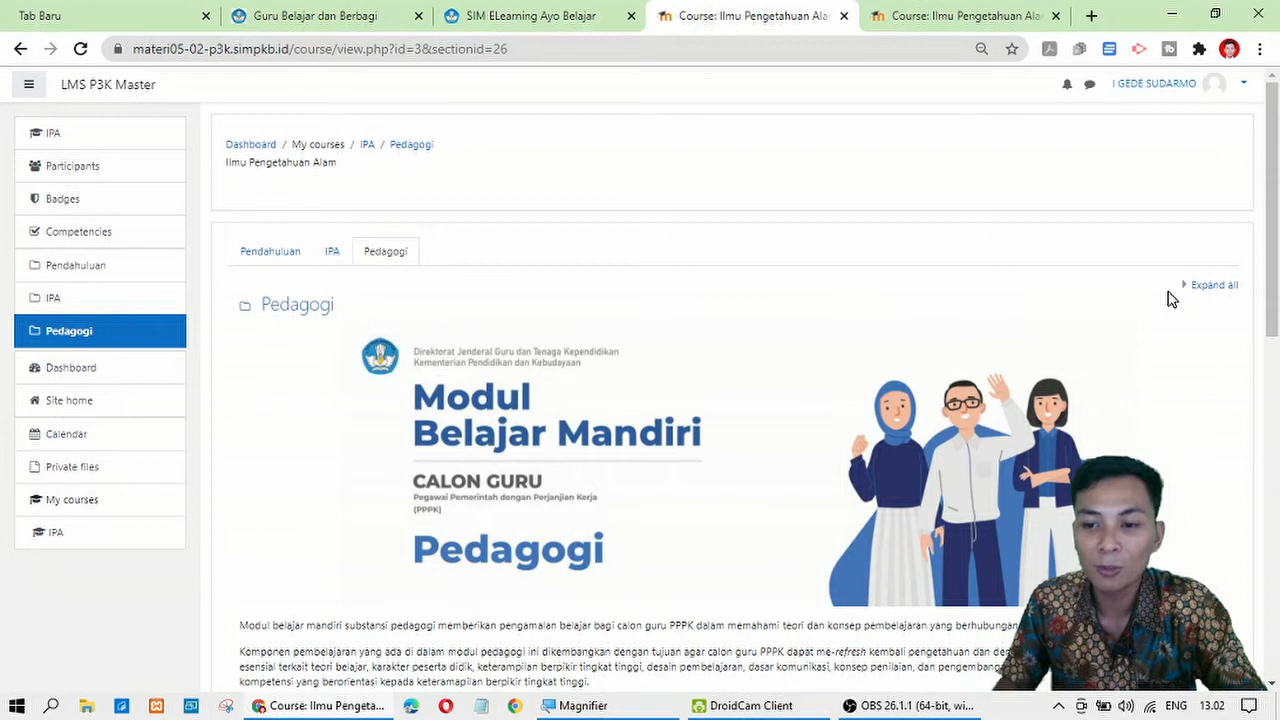 Tab Baru
Guru Belajar dan Berbagi
SIM ELearning Ayo Belajar
Course: Ilmu Pengetahuan Ala
Course: Ilmu Pengetahuan Ala
materi05-02-p3k.simpkb.id/course/view.php?id=3&sectionid=26
LMS P3K Master
I GEDE SUDARMO
IPA
Participants
Badges
Competencies
Pendahuluan
IPA
Pedagogi
Dashboard
Site home
Calendar
Private files
My courses
IPA
Dashboard / My courses / IPA / Pedagogi
Ilmu Pengetahuan Alam
Pendahuluan IPA Pedagogi
Expand all
Pedagogi
Direktorat Jenderal Guru dan Tenaga Kependidikan
Kementerian Pendidikan dan Kebudayaan
Modul
Belajar Mandiri
CALON GURU
Pegawai Pemerintah dengan Perjanjian Kerja
(PPPK)
Pedagogi
Modul belajar mandiri substansi pedagogi memberikan pengamalan belajar bagi calon guru PPPK dalam memahami teori dan konsep pembelajaran yang berhubungan
Komponen pembelajaran yang ada di dalam modul pedagogi ini dikembangkan dengan tujuan agar calon guru PPPK dapat me-refresh kembali pengetahuan dan
esensial terkait teori belajar, karakter peserta didik, keterampilan berpikir tingkat tinggi, desain pembelajaran, dasar komunikasi, konsep penilaian, dan pengembang
kompetensi yang berorientasi kepada keteramapilan berpikir tingkat tinggi.
Course: Ilmu Pengeta...
Magnifier
DroidCam Client
OBS 26.1.1 (64-bit, wi...
ENG
13.02